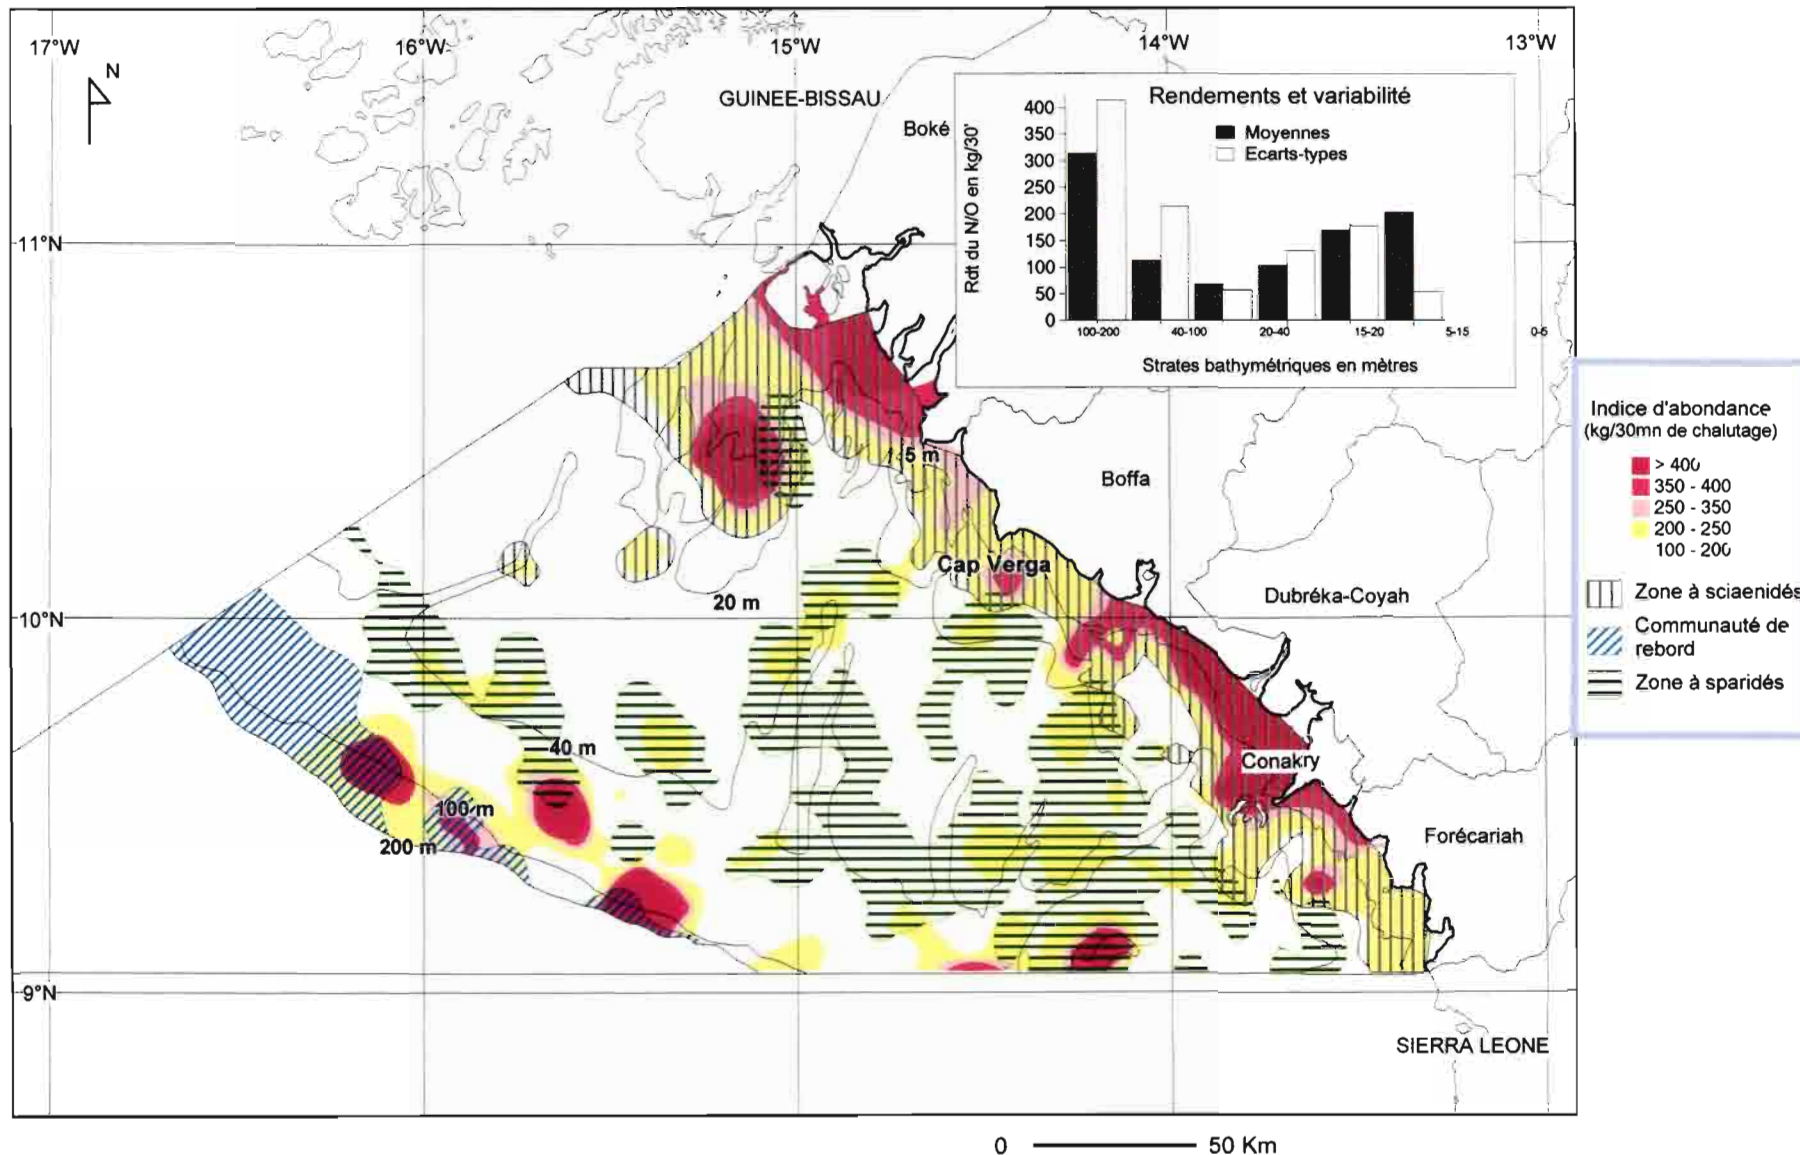 17°W
16°W
15°W
14°W
13°W
N
GUINEE-BISSAU
Boké
Rendements et variabilité
Moyennes
Ecarts-types
Rdt du N/O en kg/30'
400
350
300
250
200
150
100
50
0
100-200
40-100
20-40
15-20
5-15
0-5
Strates bathymétriques en mètres
11°N
Indice d'abondance
(kg/30mn de chalutage)
> 400
350 - 400
250 - 350
200 - 250
100 - 200
Zone à sciaenidés
Communauté de
rebord
Zone à sparidés
5 m
Boffa
Cap Verga
Dubréka-Coyah
20 m
10°N
40 m
Conakry
100 m
200 m
Forécariah
9°N
SIERRA LEONE
0
50 Km